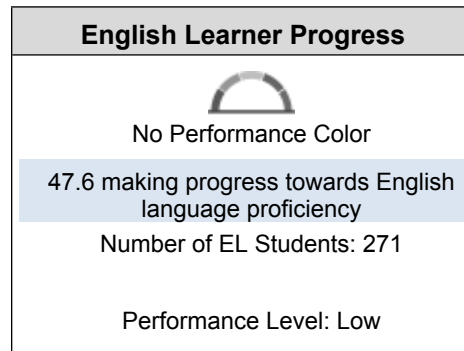 English Learner Progress
No Performance Color
47.6 making progress towards English
language proficiency
Number of EL Students: 271
Performance Level: Low